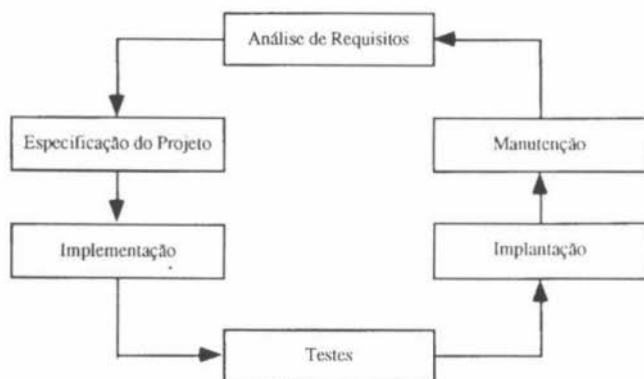 Análise de Requisitos
Especificação do Projeto
Manutenção
Implementação
Implantação
Testes